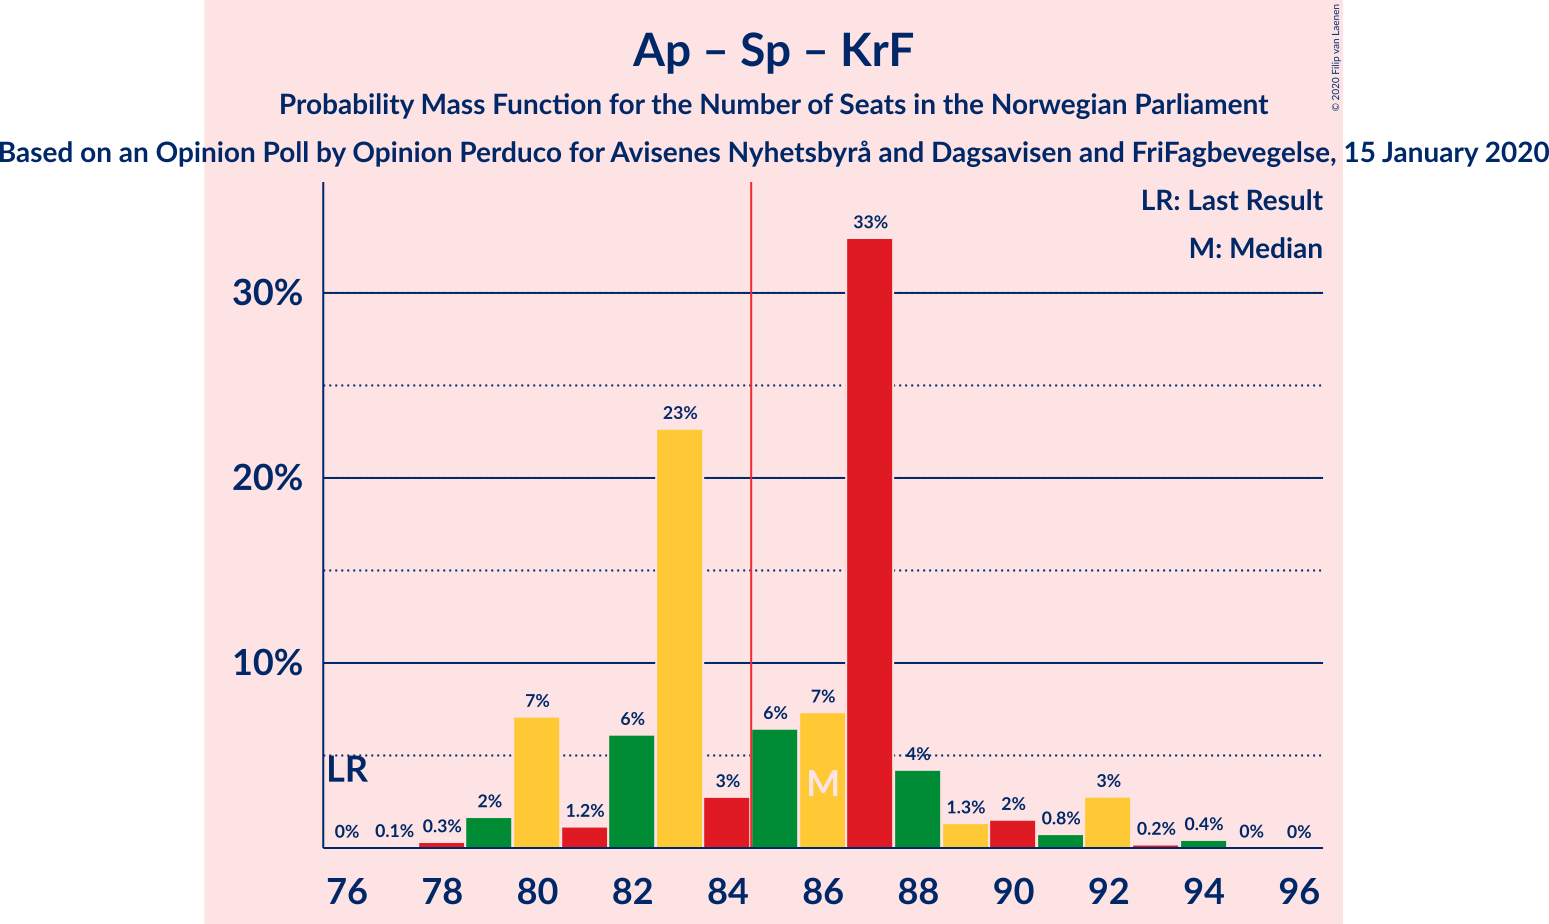 Ap – Sp – KrF
Probability Mass Function for the Number of Seats in the Norwegian Parliament
Based on an Opinion Poll by Opinion Perduco for Avisenes Nyhetsbyrå and Dagsavisen and FriFagbevegelse, 15 January 2020
© 2020 Filip van Laenen
LR: Last Result
M: Median
30%
20%
10%
33%
23%
7%
7%
6%
6%
4%
3%
3%
2%
1.2%
1.3%
2%
0.8%
0%
0.1%
0.3%
0.2%
0.4%
0%
0%
LR
M
76 78 80 82 84 86 88 90 92 94 96